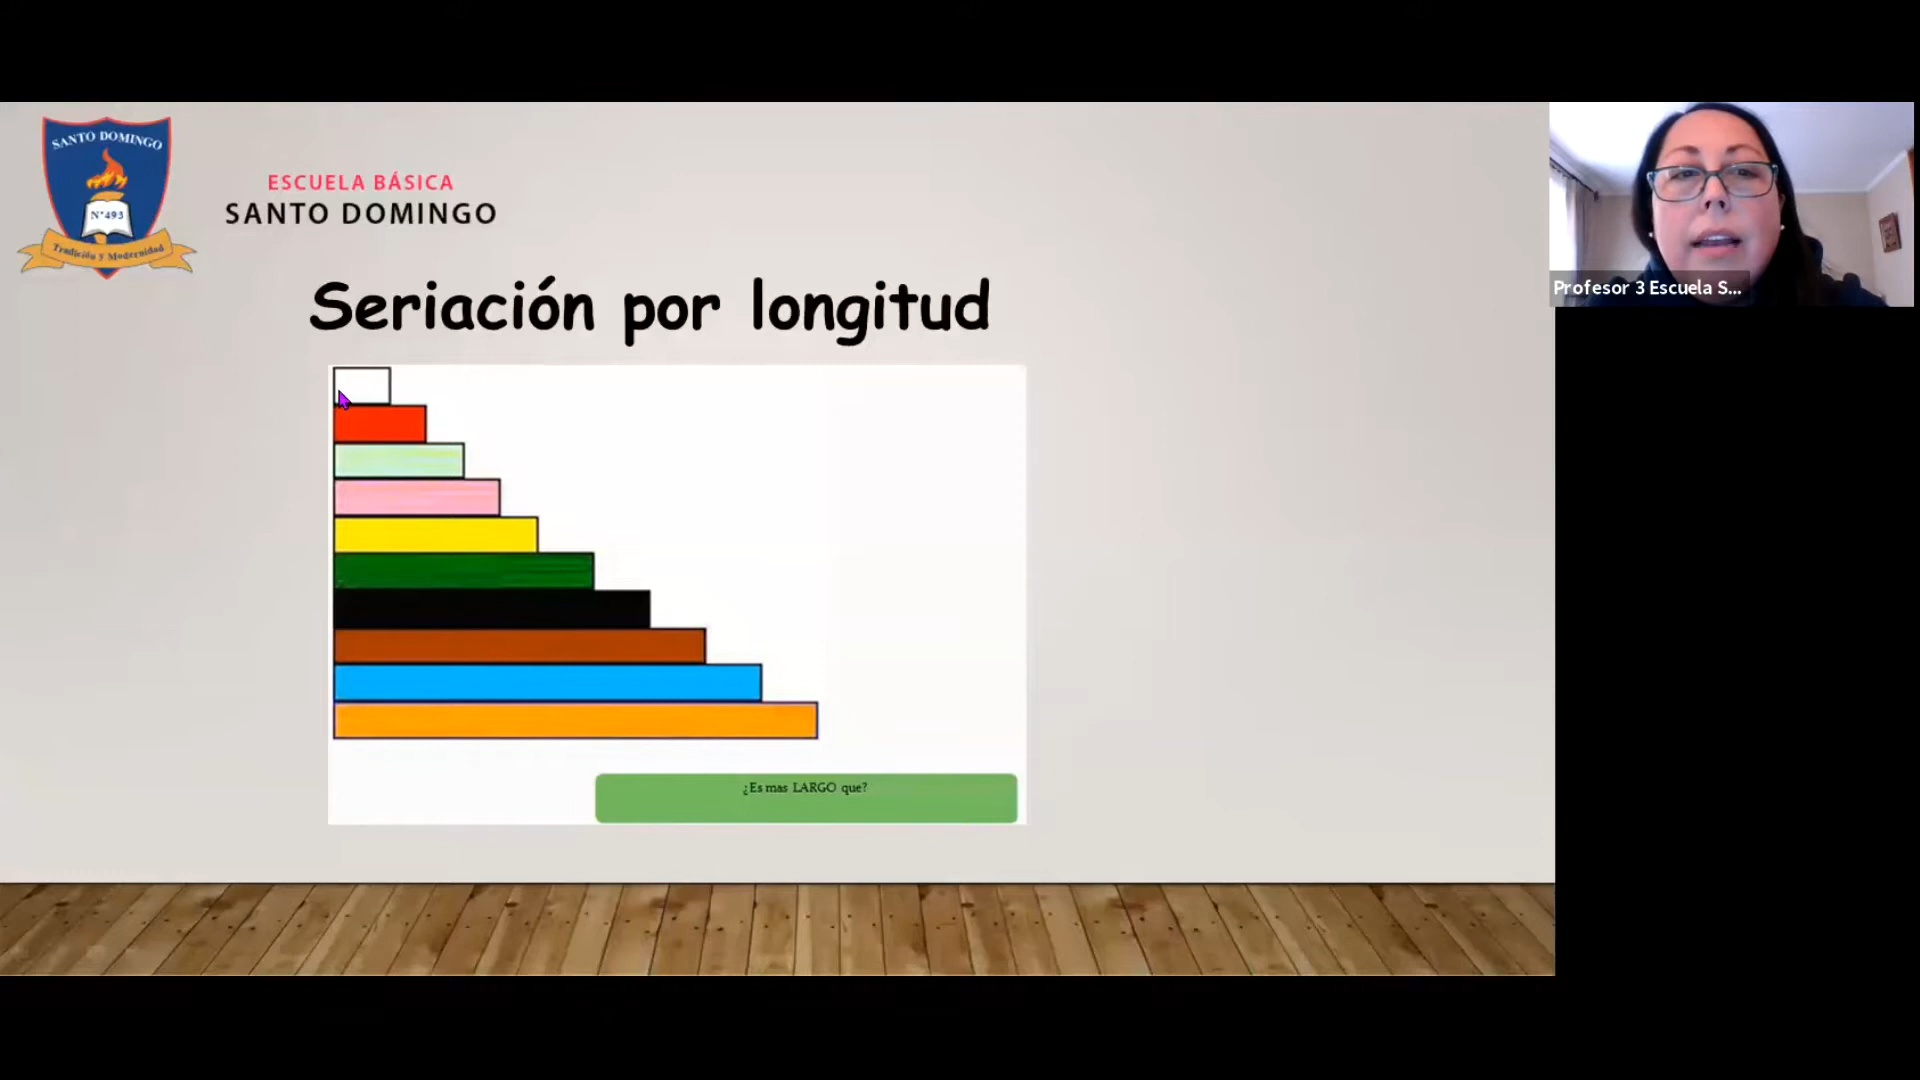 SANTO DOMINGO
N°493
Tradición y Modernidad
ESCUELA BÁSICA
SANTO DOMINGO
Profesor 3 Escuela S...
Seriación por longitud
¿Es mas LARGO que?